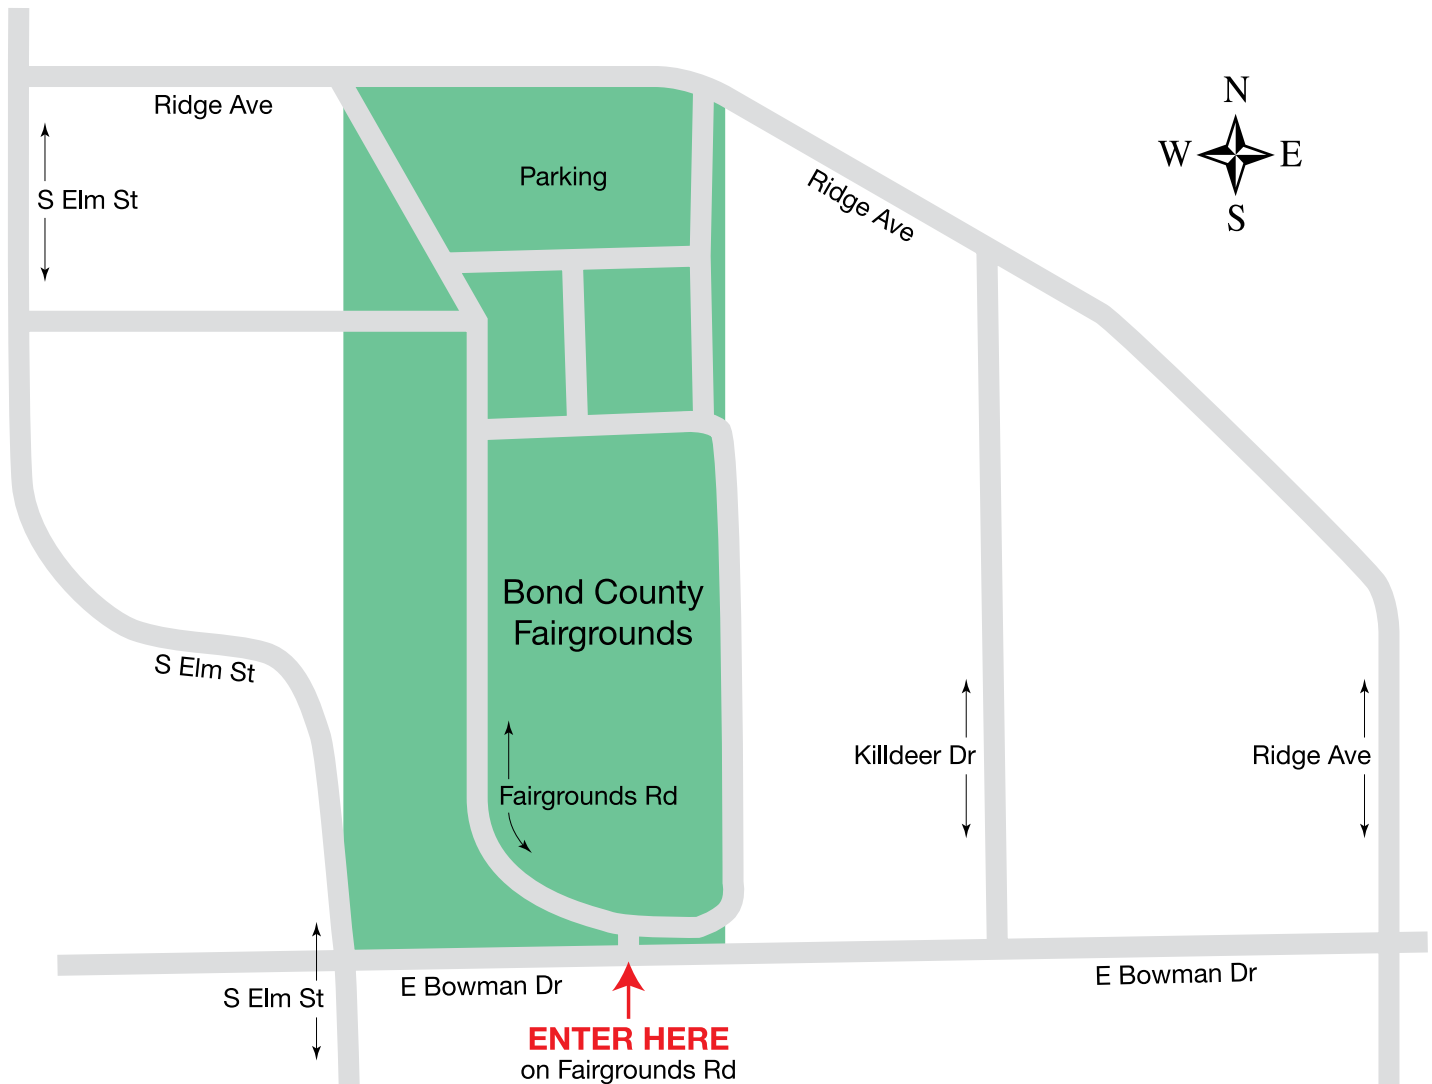 N
Ridge Ave
W
E
Parking
S Elm St
Ridge Ave
S
Bond County
Fairgrounds
S Elm St
Killdeer Dr
Ridge Ave
Fairgrounds Rd
E Bowman Dr
E Bowman Dr
S Elm St
ENTER HERE
on Fairgrounds Rd